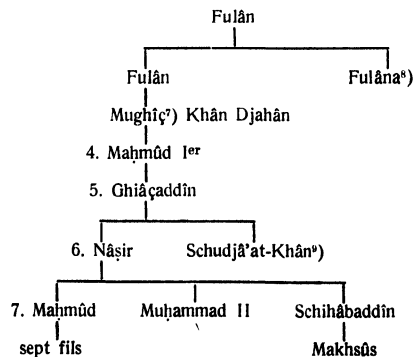 Fulân
Fulân Fulâna⁸)
Mughîç⁷) Khân Djahân
4. Maḥmûd Iᵉʳ
5. Ghiâçaddîn
6. Nâṣir Schudjâ'at-Khân⁹)
7. Maḥmûd Muḥammad II Schihâbaddîn
sept fils Makhsûs